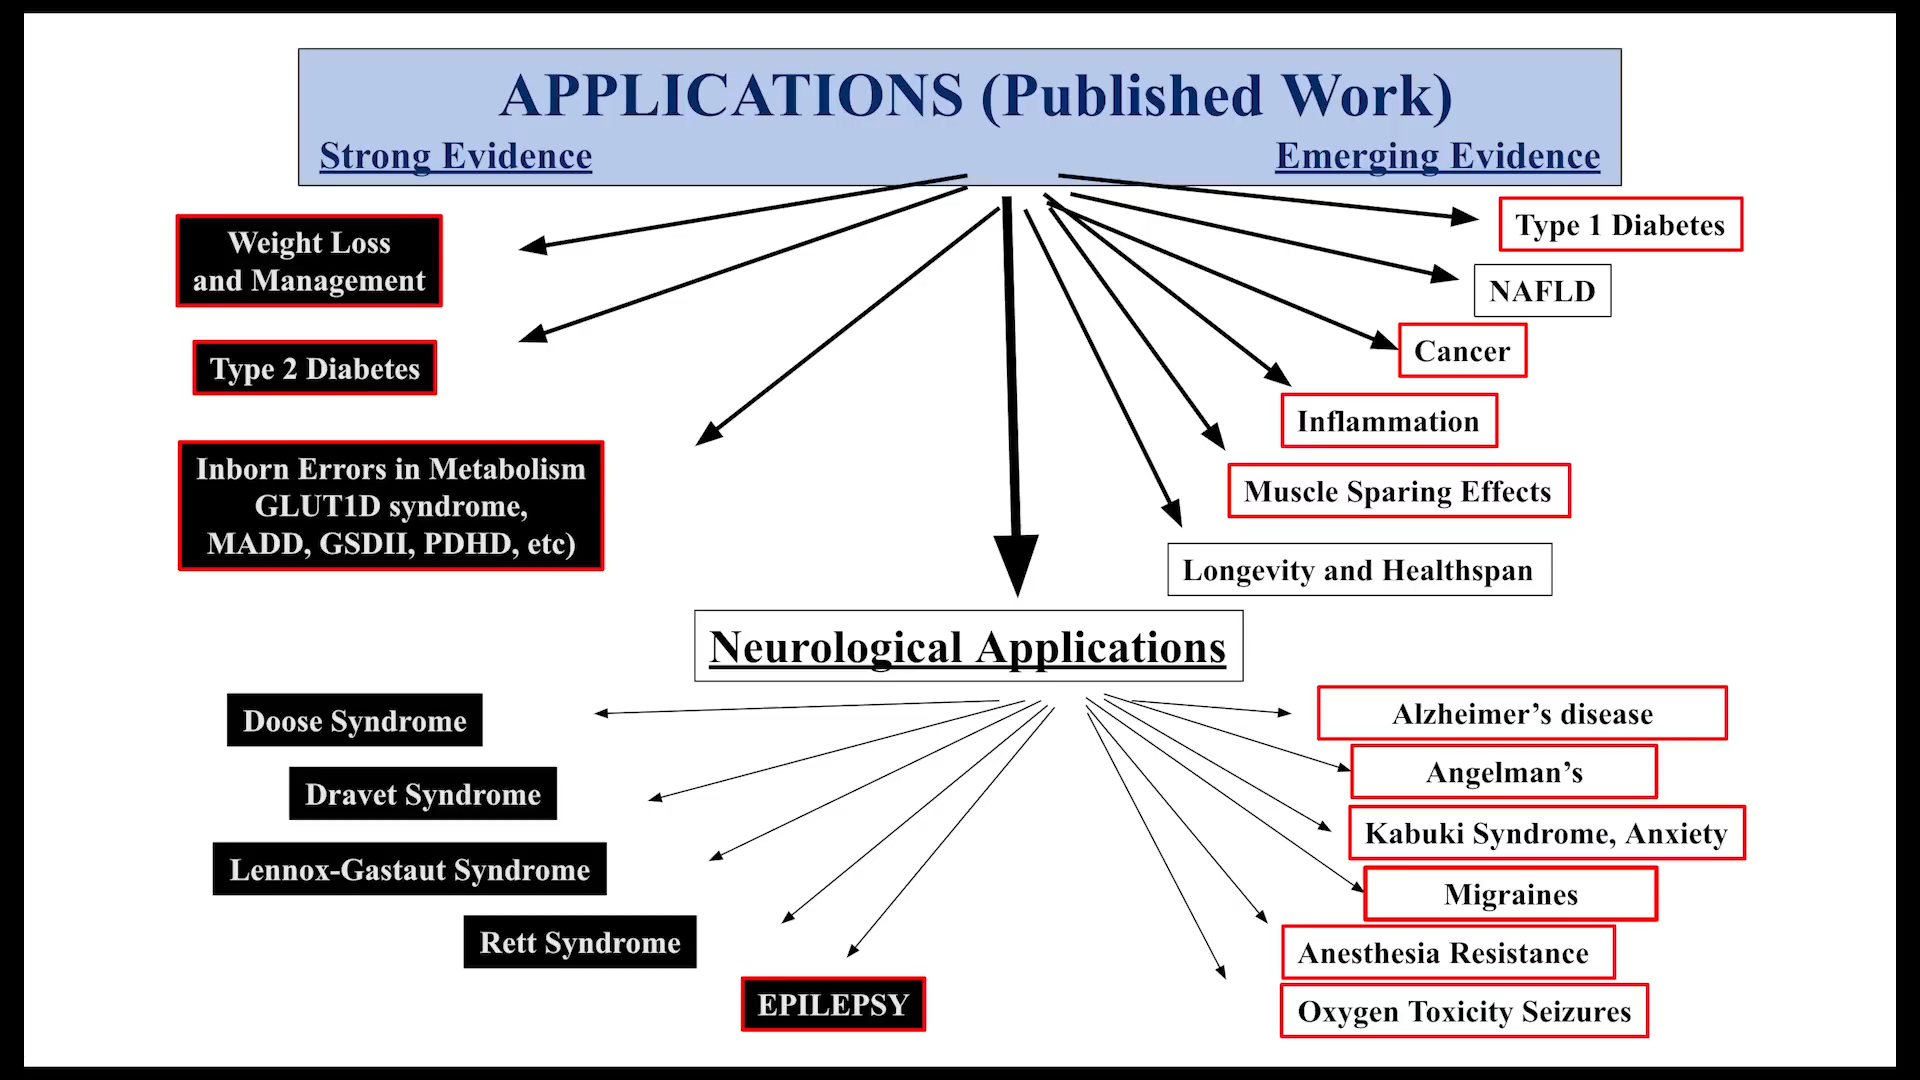 APPLICATIONS (Published Work)
Strong Evidence
Emerging Evidence
Weight Loss
and Management
Type 2 Diabetes
Inborn Errors in Metabolism
GLUT1D syndrome,
MADD, GSDII, PDHD, etc)
Type 1 Diabetes
NAFLD
Cancer
Inflammation
Muscle Sparing Effects
Longevity and Healthspan
Neurological Applications
Doose Syndrome
Dravet Syndrome
Lennox-Gastaut Syndrome
Rett Syndrome
EPILEPSY
Alzheimer’s disease
Angelman’s
Kabuki Syndrome, Anxiety
Migraines
Anesthesia Resistance
Oxygen Toxicity Seizures